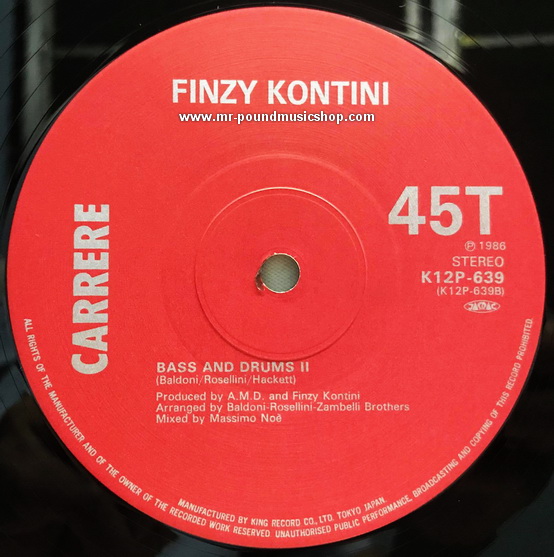 FINZY KONTINI
www.mr-poundmusicshop.com
45T
℗ 1986
STEREO
K12P-639
(K12P-639B)
JASRAC
CARRERE
BASS AND DRUMS II
(Baldoni/Rosellini/Hackett)
Produced by A.M.D. and Finzy Kontini
Arranged by Baldoni-Rosellini-Zambelli Brothers
Mixed by Massimo Noè
ALL RIGHTS OF THE MANUFACTURER AND OF THE OWNER OF THE RECORDED WORK RESERVED UNAUTHORISED PUBLIC PERFORMANCE, BROADCASTING AND COPYING OF THIS RECORD PROHIBITED.
MANUFACTURED BY KING RECORD CO., LTD. TOKYO JAPAN.